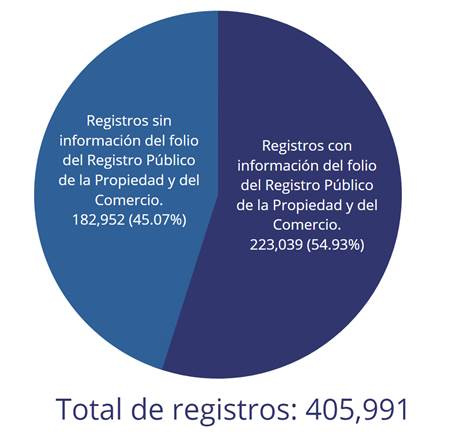 Registros sin
información del folio
del Registro Público
de la Propiedad y del
Comercio.
182,952 (45.07%)
Registros con
información del folio
del Registro Público
de la Propiedad y del
Comercio.
223,039 (54.93%)
Total de registros: 405,991